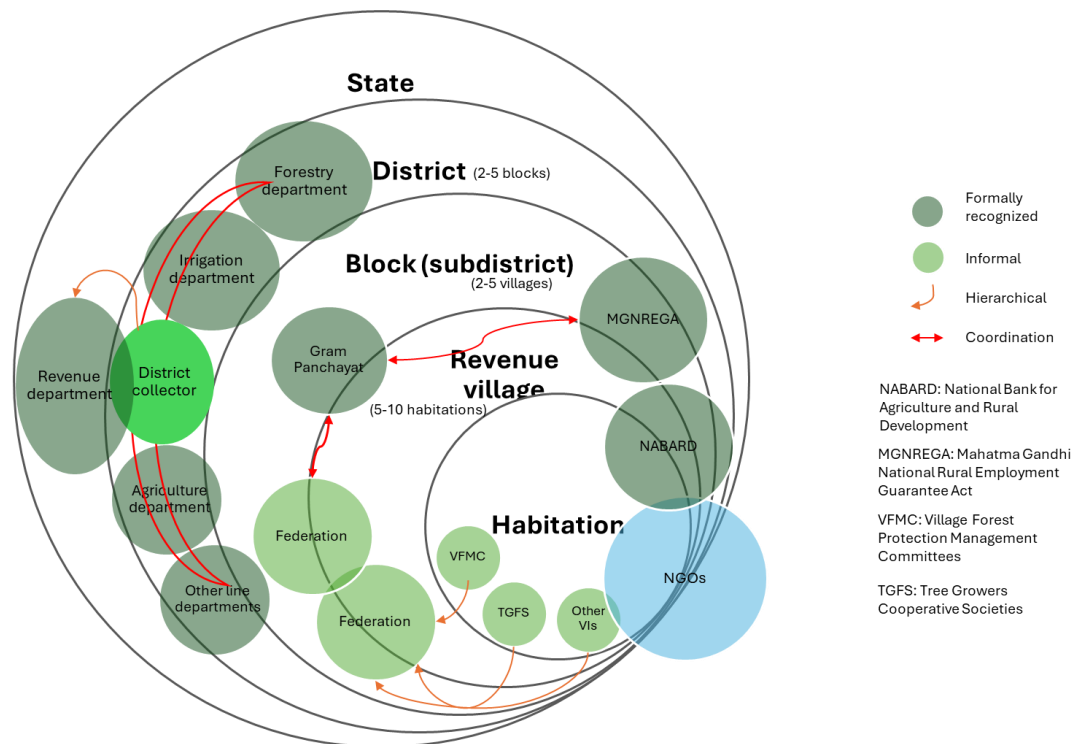 State
Forestry
department
District (2-5 blocks)
Irrigation
department
Block (subdistrict)
(2-5 villages)
MGNREGA
Gram
Panchayat
Revenue
village
(5-10 habitations)
Revenue
department
District
collector
NABARD
Agriculture
department
Habitation
Federation
VFMC
NGOs
Other line
departments
Federation
TGFS
Other
VIs
Formally
recognized
Informal
Hierarchical
Coordination
NABARD: National Bank for
Agriculture and Rural
Development
MGNREGA: Mahatma Gandhi
National Rural Employment
Guarantee Act
VFMC: Village Forest
Protection Management
Committees
TGFS: Tree Growers
Cooperative Societies